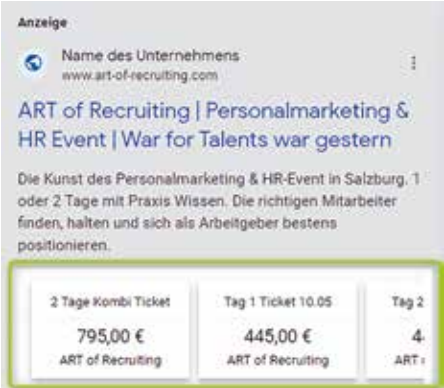 Anzeige
Name des Unternehmens
www.art-of-recruiting.com
ART of Recruiting | Personalmarketing &
HR Event | War for Talents war gestern
Die Kunst des Personalmarketing & HR-Event in Salzburg. 1
oder 2 Tage mit Praxis Wissen. Die richtigen Mitarbeiter
finden, halten und sich als Arbeitgeber bestens
positionieren.
2 Tage Kombi Ticket Tag 1 Ticket 10.05 Tag 2
795,00 € 445,00 € 4
ART of Recruiting ART of Recruiting ART